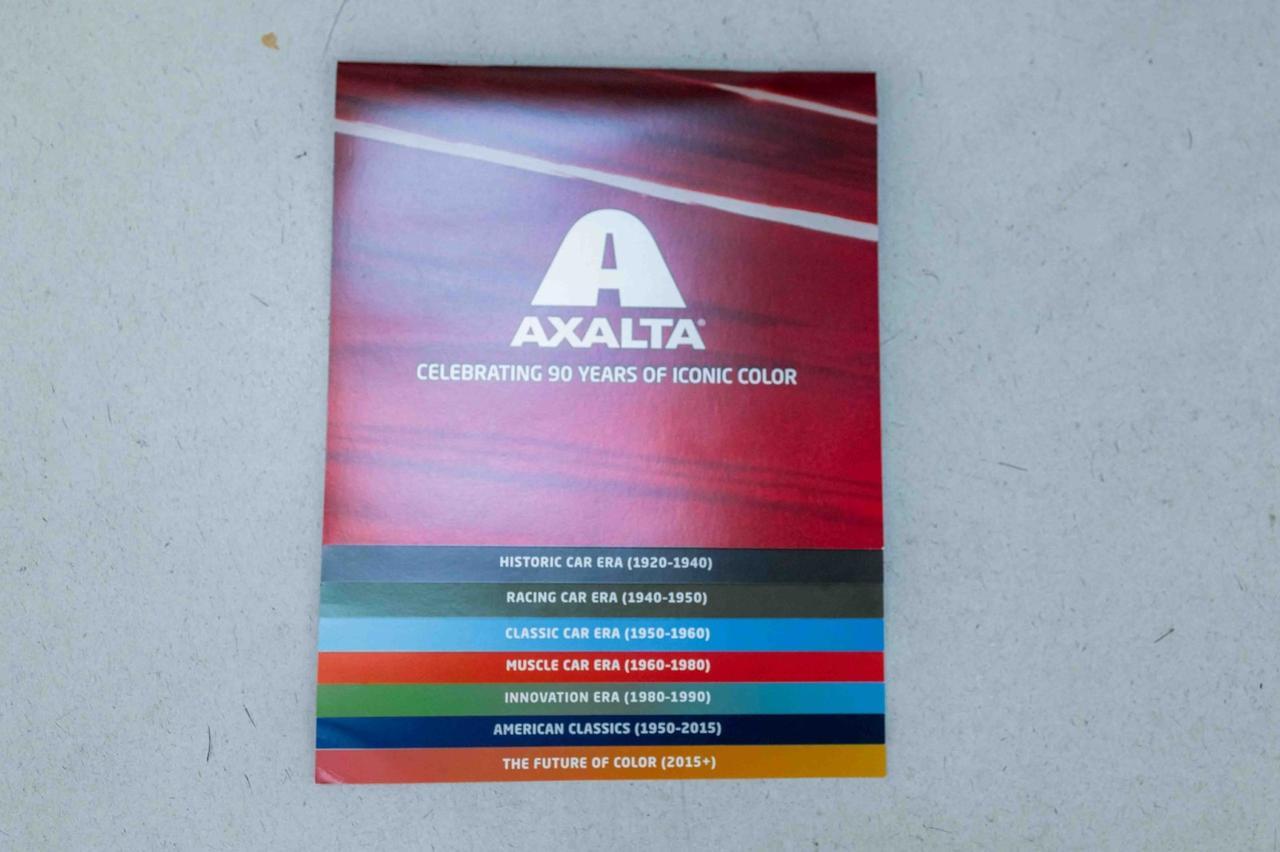 A
AXALTA®
CELEBRATING 90 YEARS OF ICONIC COLOR
HISTORIC CAR ERA (1920-1940)
RACING CAR ERA (1940-1950)
CLASSIC CAR ERA (1950-1960)
MUSCLE CAR ERA (1960-1980)
INNOVATION ERA (1980-1990)
AMERICAN CLASSICS (1950-2015)
THE FUTURE OF COLOR (2015+)